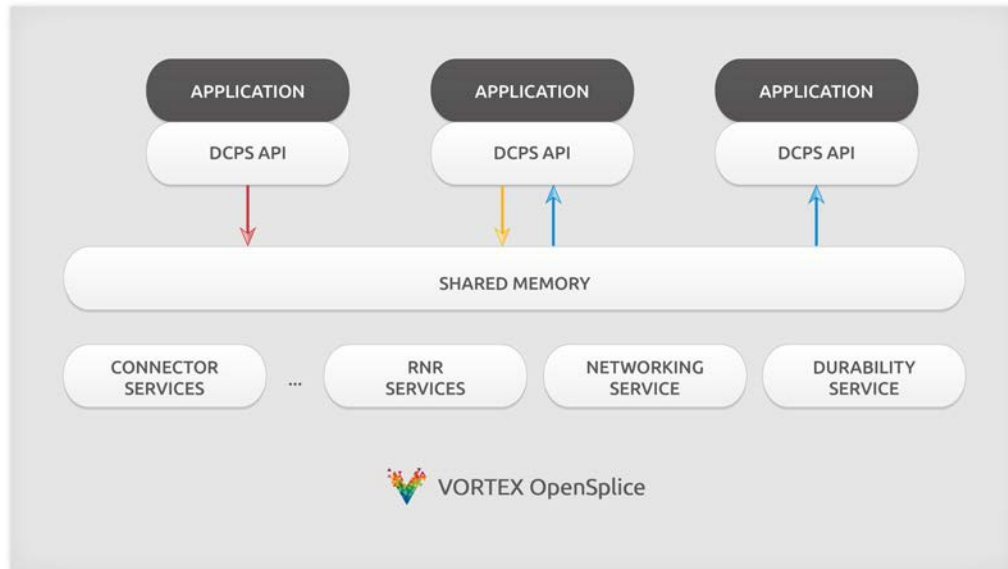 APPLICATION
APPLICATION
APPLICATION
DCPS API
DCPS API
DCPS API
SHARED MEMORY
CONNECTOR
SERVICES
...
RNR
SERVICES
NETWORKING
SERVICE
DURABILITY
SERVICE
VORTEX OpenSplice